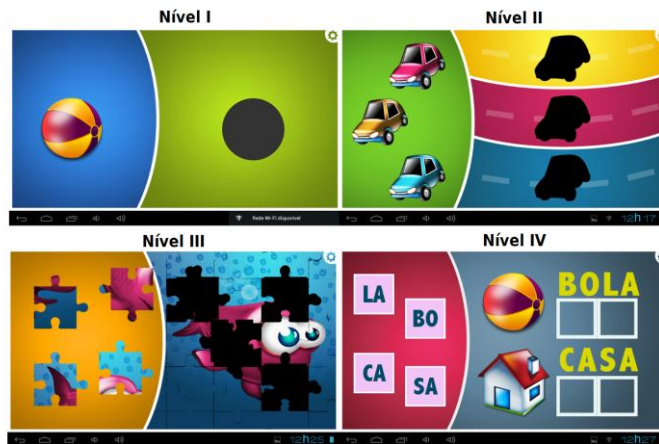 Nível I
Nível II
Rede Wi-Fi disponível
12h17
Nível III
Nível IV
LA
BO
CA
SA
BOLA
CASA
12h25
12h27